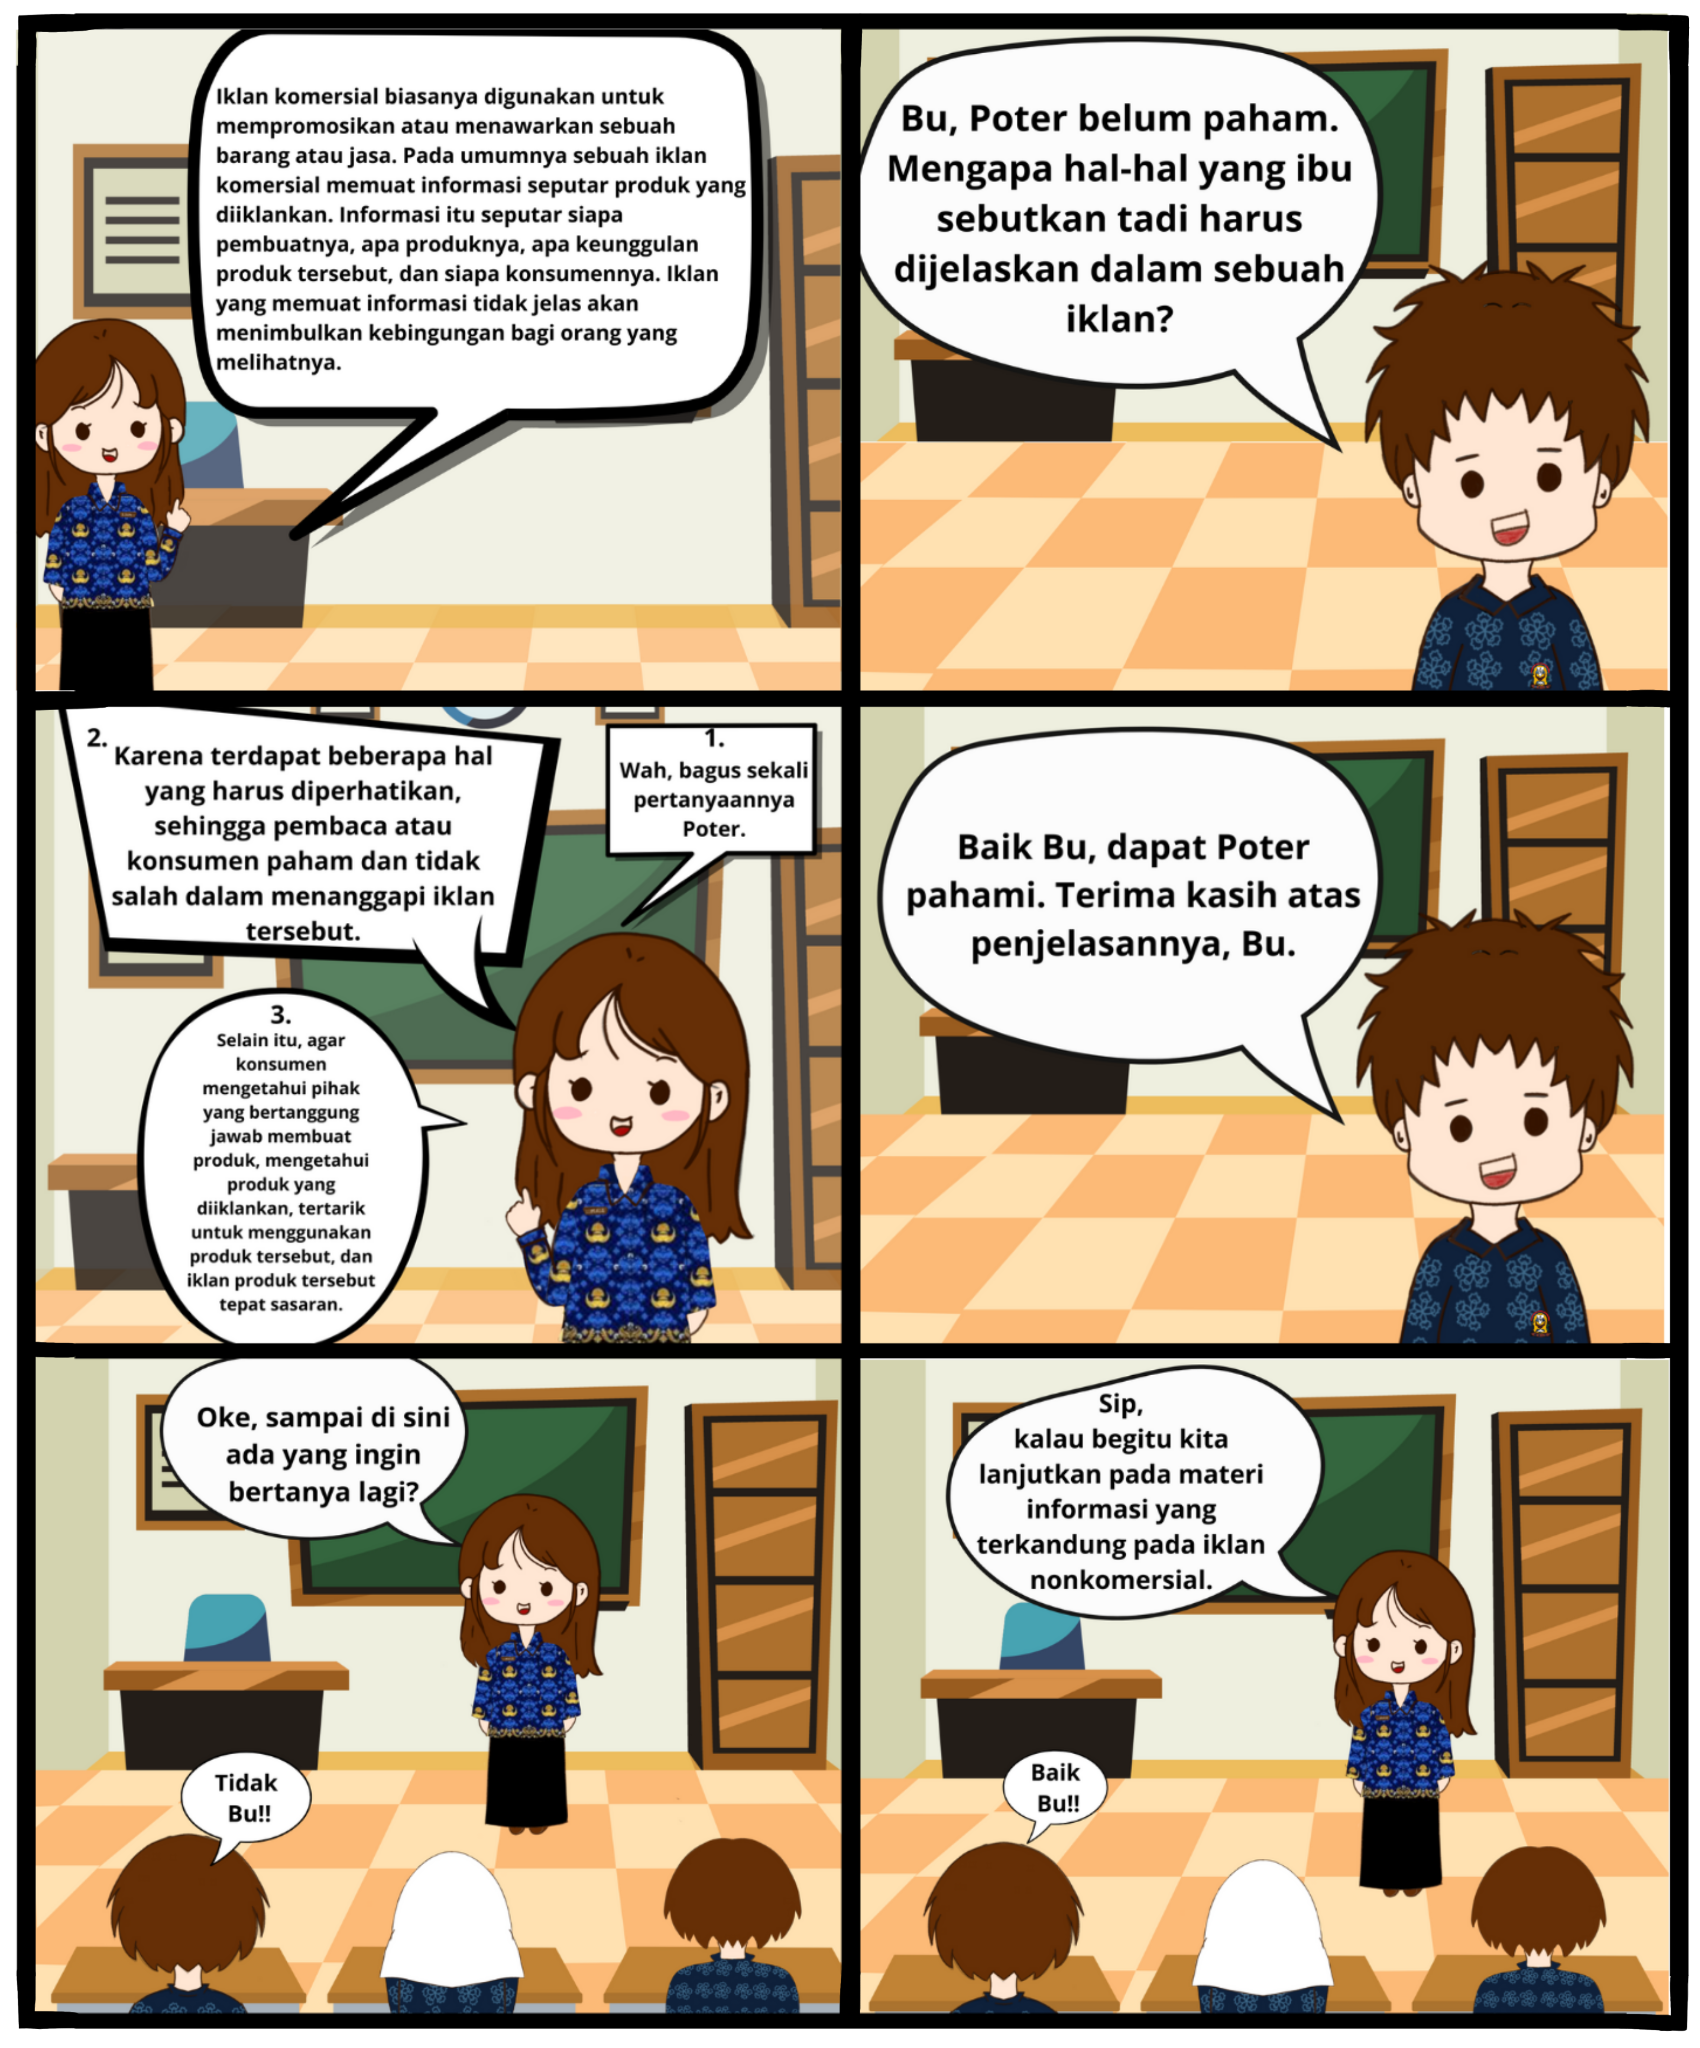 Iklan komersial biasanya digunakan untuk
mempromosikan atau menawarkan sebuah
barang atau jasa. Pada umumnya sebuah iklan
komersial memuat informasi seputar produk yang
diiklankan. Informasi itu seputar siapa
pembuatnya, apa produknya, apa keunggulan
produk tersebut, dan siapa konsumennya. Iklan
yang memuat informasi tidak jelas akan
menimbulkan kebingungan bagi orang yang
melihatnya.
Bu, Poter belum paham.
Mengapa hal-hal yang ibu
sebutkan tadi harus
dijelaskan dalam sebuah
iklan?
1.
Wah, bagus sekali
pertanyaannya
Poter.
2.
Karena terdapat beberapa hal
yang harus diperhatikan,
sehingga pembaca atau
konsumen paham dan tidak
salah dalam menanggapi iklan
tersebut.
3.
Selain itu, agar
konsumen
mengetahui pihak
yang bertanggung
jawab membuat
produk, mengetahui
produk yang
diiklankan, tertarik
untuk menggunakan
produk tersebut, dan
iklan produk tersebut
tepat sasaran.
Baik Bu, dapat Poter
pahami. Terima kasih atas
penjelasannya, Bu.
Oke, sampai di sini
ada yang ingin
bertanya lagi?
Tidak
Bu!!
Sip,
kalau begitu kita
lanjutkan pada materi
informasi yang
terkandung pada iklan
nonkomersial.
Baik
Bu!!